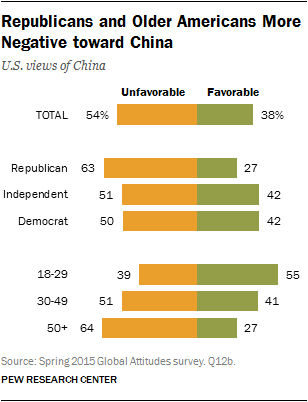 Republicans and Older Americans More
Negative toward China
U.S. views of China
Unfavorable Favorable
TOTAL 54% 38%
Republican 63 27
Independent 51 42
Democrat 50 42
18-29 39 55
30-49 51 41
50+ 64 27
Source: Spring 2015 Global Attitudes survey. Q12b.
PEW RESEARCH CENTER